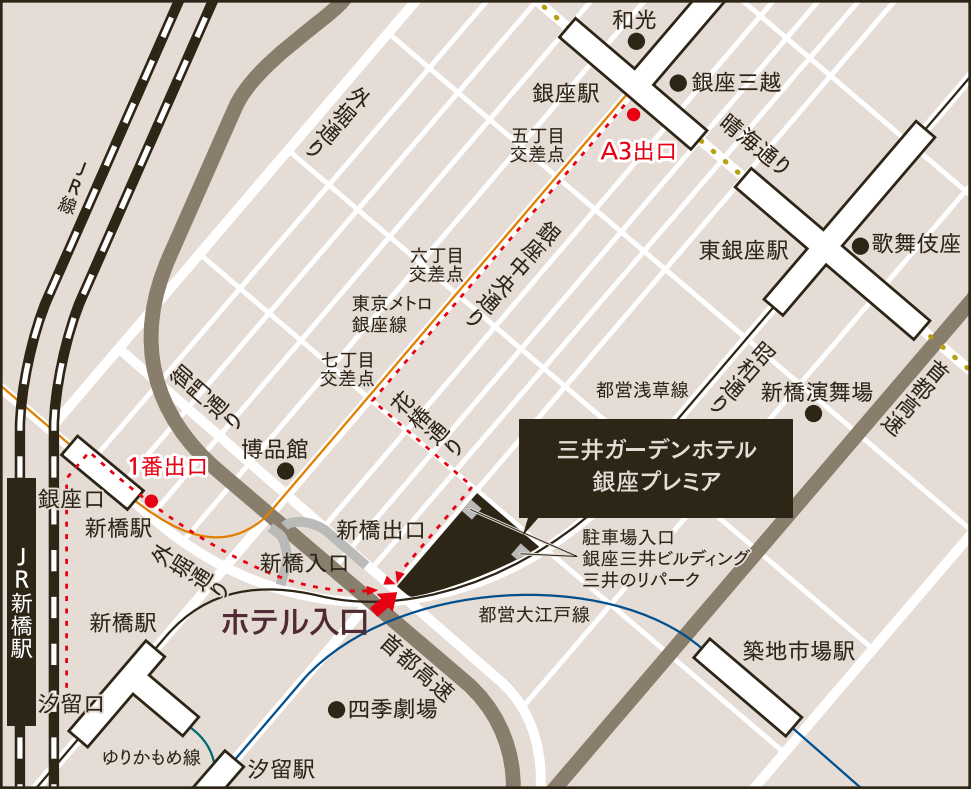 和光
銀座三越
銀座駅
A3出口
五丁目
交差点
外堀通り
晴海通り
JR線
銀座中央通り
東銀座駅
歌舞伎座
六丁目
交差点
東京メトロ
銀座線
七丁目
交差点
昭和通り
都営浅草線
新橋演舞場
首都高速
御門通り
花椿通り
博品館
三井ガーデンホテル
銀座プレミア
1番出口
銀座口
新橋駅
新橋出口
新橋入口
駐車場入口
銀座三井ビルディング
三井のリパーク
外堀通り
JR新橋駅
新橋駅
ホテル入口
都営大江戸線
首都高速
築地市場駅
汐留口
四季劇場
ゆりかもめ線
汐留駅